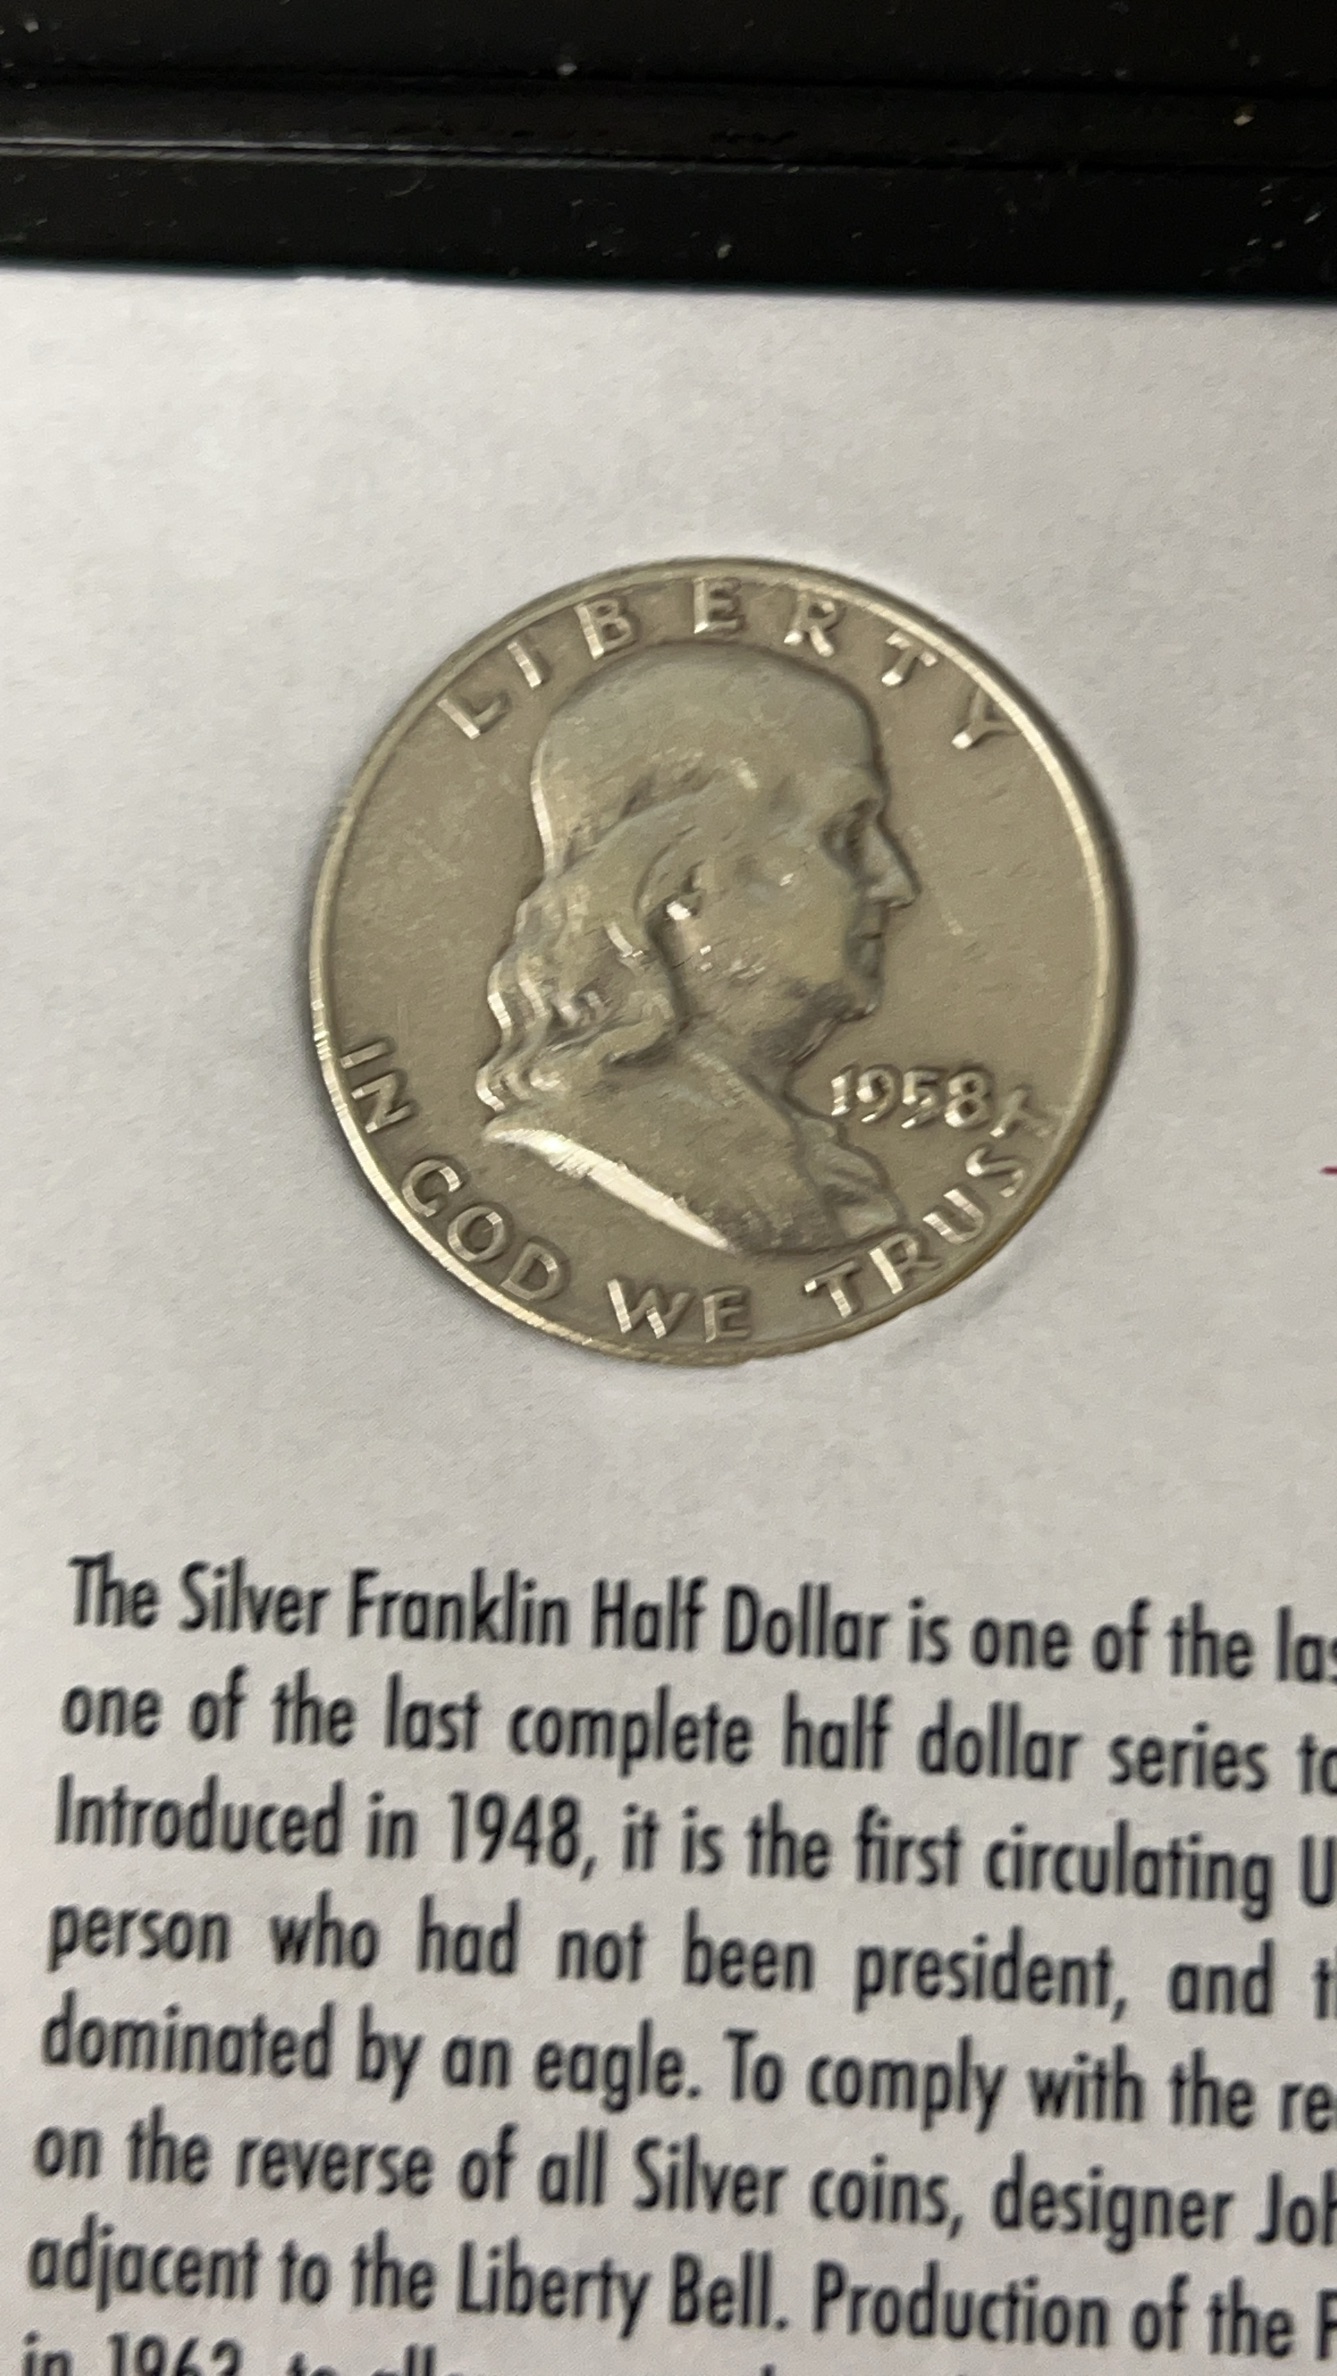 LIBERTY
1958
IN GOD WE TRUST
The Silver Franklin Half Dollar is one of the
one of the last complete half dollar series
Introduced in 1948, it is the first circulating
person who had not been president, and
dominated by an eagle. To comply with the
on the reverse of all Silver coins, designer
adjacent to the Liberty Bell. Production of the
in